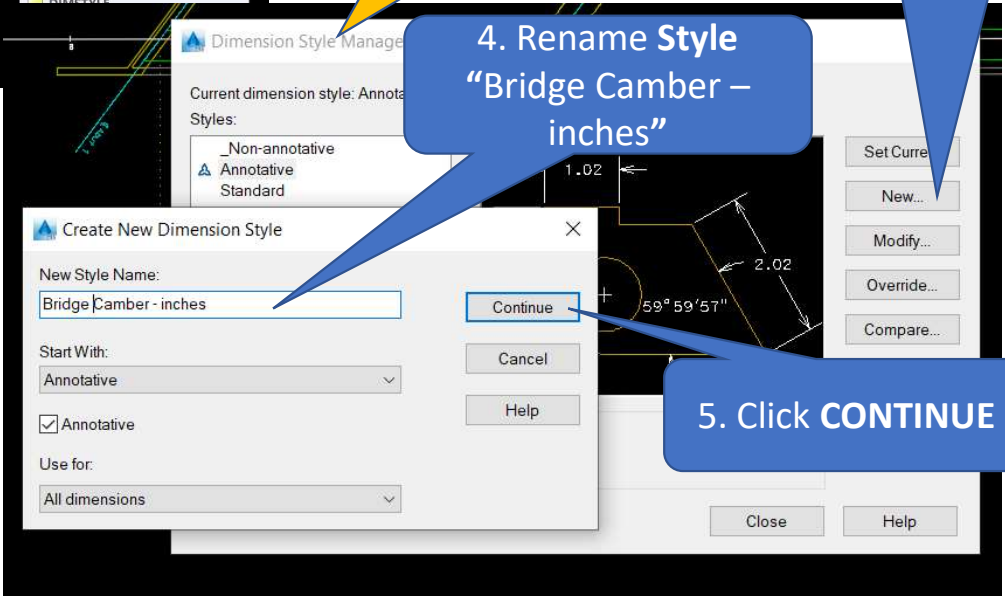 DIMSTYLE
Dimension Style Manage
4. Rename Style
"Bridge Camber –
inches"
Current dimension style: Annota
Styles:
_Non-annotative
Annotative
Standard
1.02
2.02
59°59'57"
Set Curre
New...
Modify...
Override...
Compare...
Create New Dimension Style
New Style Name:
Bridge Camber - inches
Continue
Start With:
Annotative
Cancel
Annotative
Help
Use for:
All dimensions
5. Click CONTINUE
Close
Help